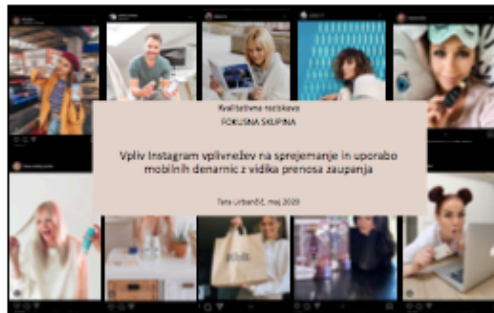 Kvalitativna raziskava
FOKUSNA SKUPINA
Vpliv Instagram vplivnežev na sprejemanje in uporabo
mobilnih denarnic z vidika prenosa zaupanja
Tara Urbančič, maj 2020